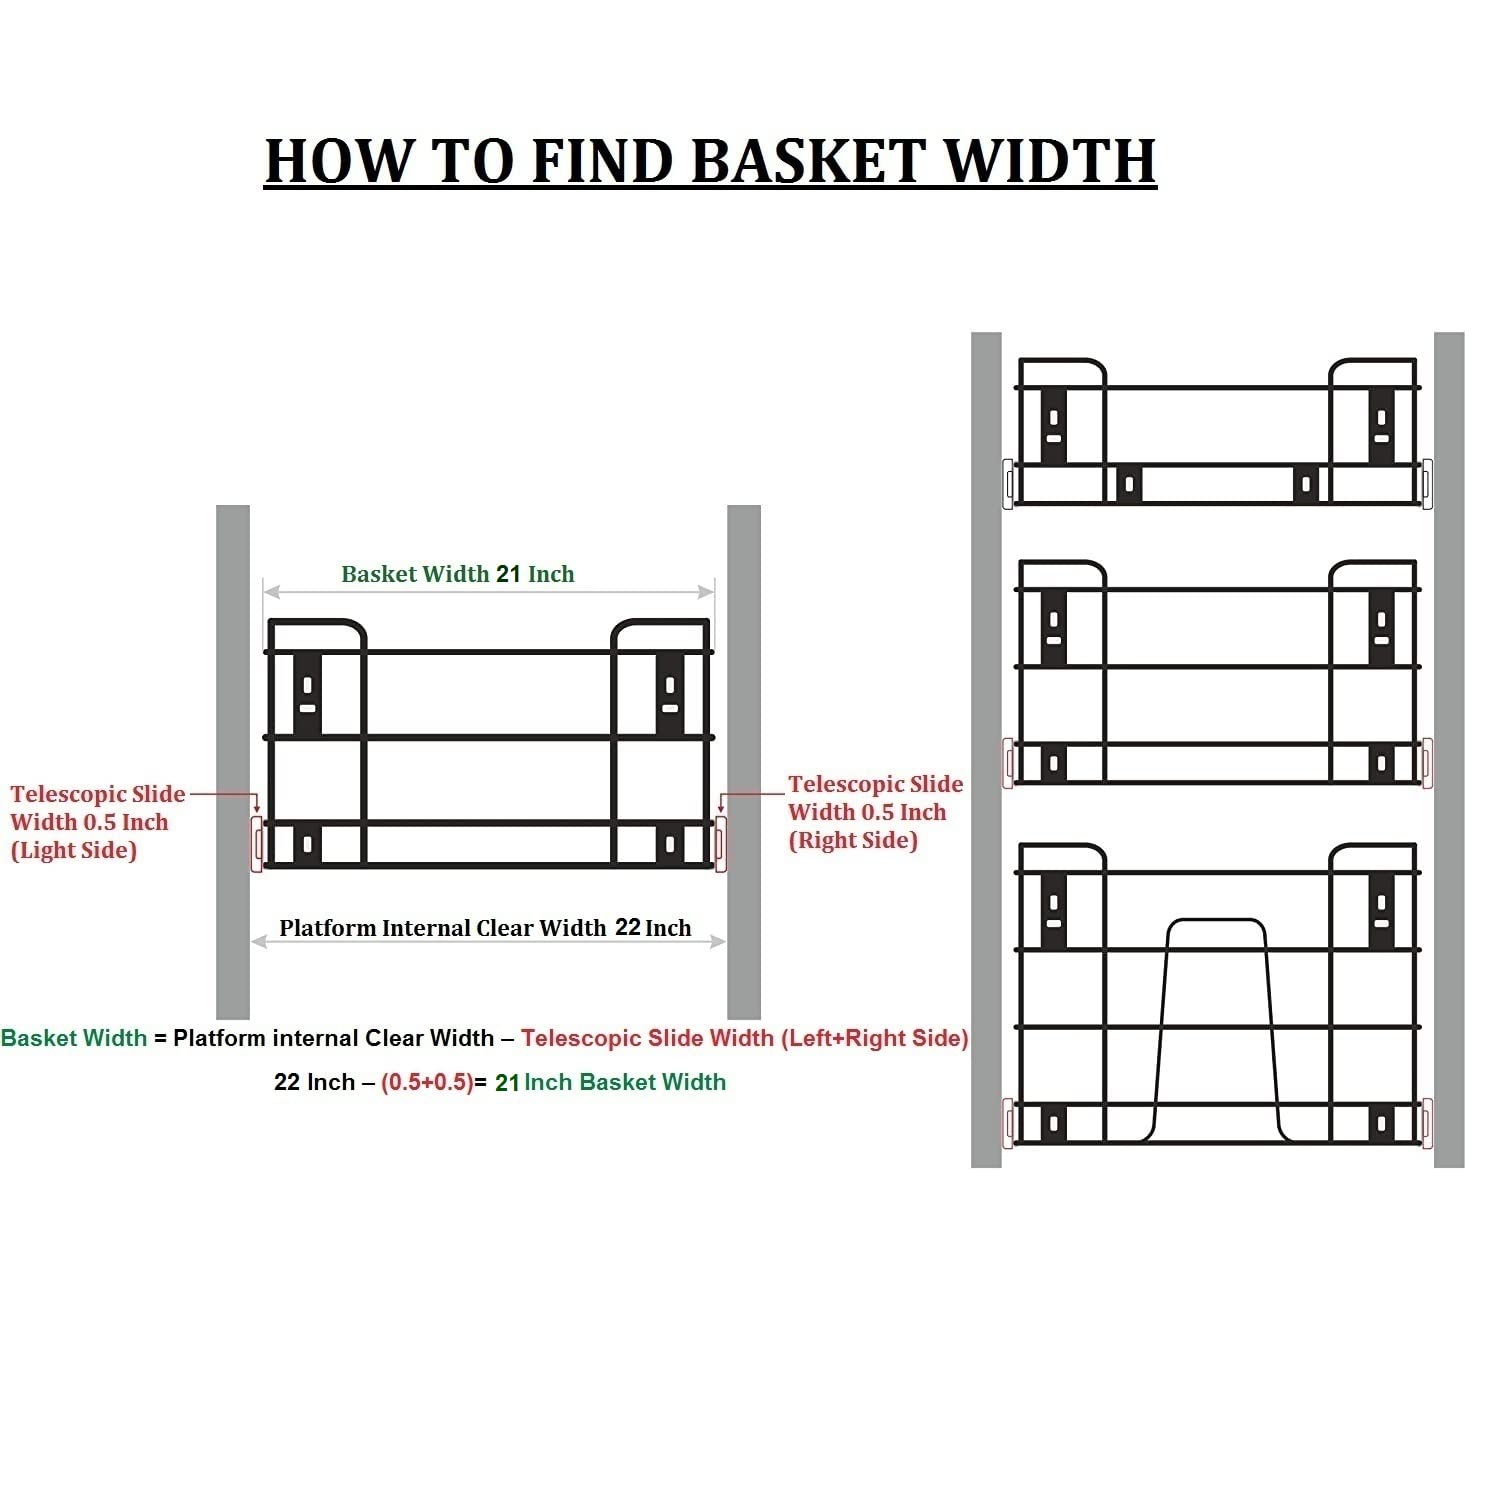 HOW TO FIND BASKET WIDTH
Basket Width 21 Inch
Telescopic Slide
Width 0.5 Inch
(Light Side)
Telescopic Slide
Width 0.5 Inch
(Right Side)
Platform Internal Clear Width 22 Inch
Basket Width = Platform internal Clear Width – Telescopic Slide Width (Left+Right Side)
22 Inch – (0.5+0.5)= 21 Inch Basket Width